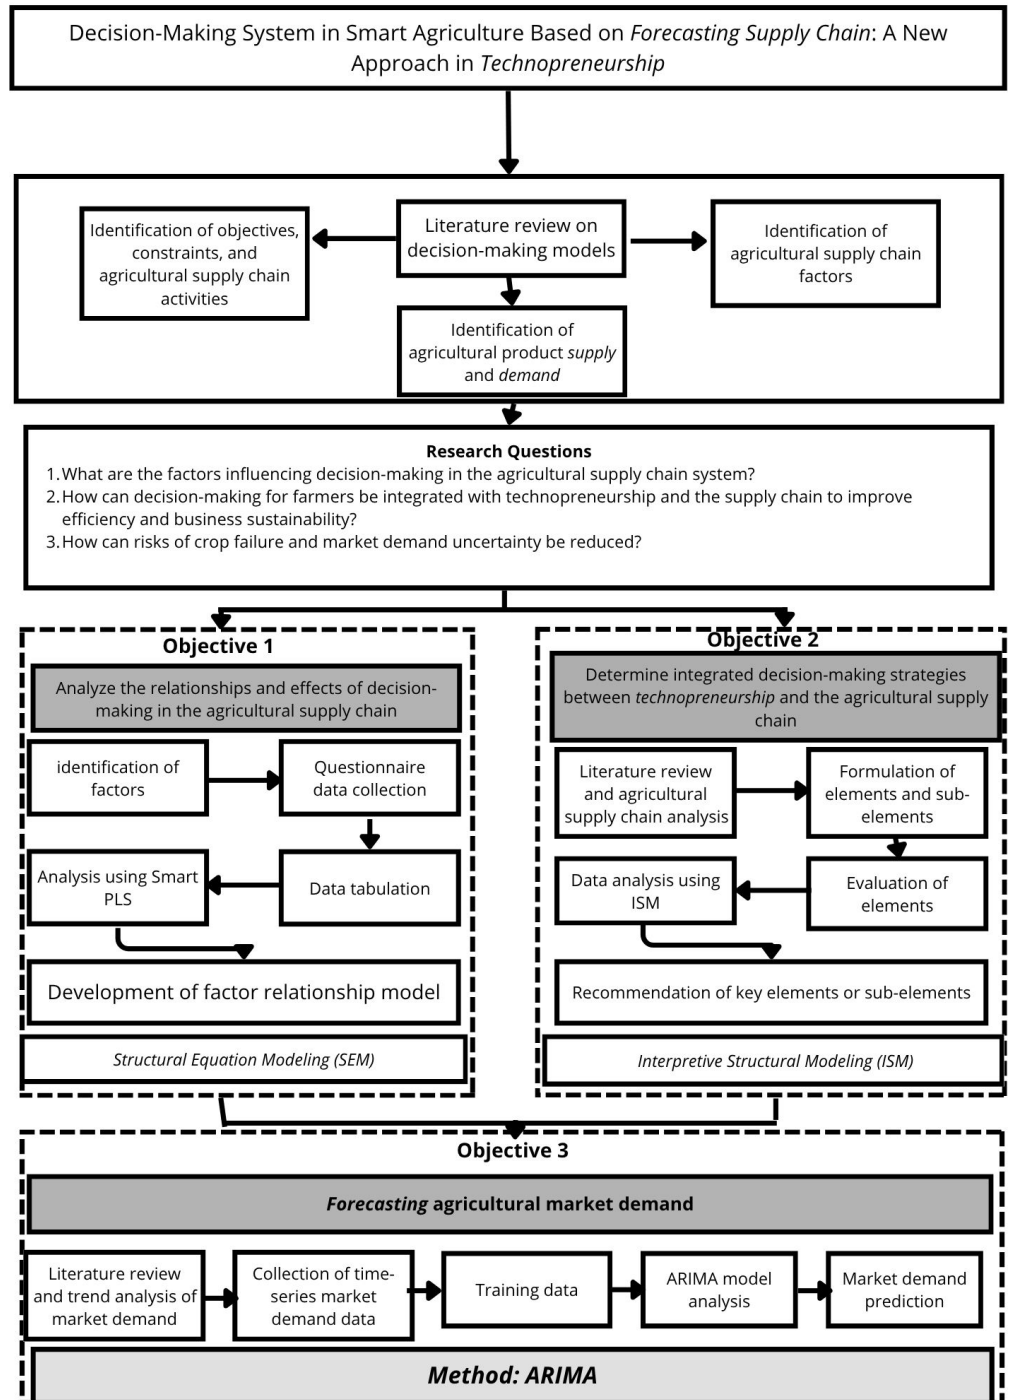 Decision-Making System in Smart Agriculture Based on Forecasting Supply Chain: A New
Approach in Technopreneurship
Identification of objectives,
constraints, and
agricultural supply chain
activities
Literature review on
decision-making models
Identification of
agricultural supply chain
factors
Identification of
agricultural product supply
and demand
Research Questions
1. What are the factors influencing decision-making in the agricultural supply chain system?
2. How can decision-making for farmers be integrated with technopreneurship and the supply chain to improve
efficiency and business sustainability?
3. How can risks of crop failure and market demand uncertainty be reduced?
Objective 1
Analyze the relationships and effects of decision-
making in the agricultural supply chain
identification of
factors
Questionnaire
data collection
Analysis using Smart
PLS
Data tabulation
Development of factor relationship model
Structural Equation Modeling (SEM)
Objective 2
Determine integrated decision-making strategies
between technopreneurship and the agricultural supply
chain
Literature review
and agricultural
supply chain analysis
Formulation of
elements and sub-
elements
Data analysis using
ISM
Evaluation of
elements
Recommendation of key elements or sub-elements
Interpretive Structural Modeling (ISM)
Objective 3
Forecasting agricultural market demand
Literature review
and trend analysis of
market demand
Collection of time-
series market
demand data
Training data
ARIMA model
analysis
Market demand
prediction
Method: ARIMA